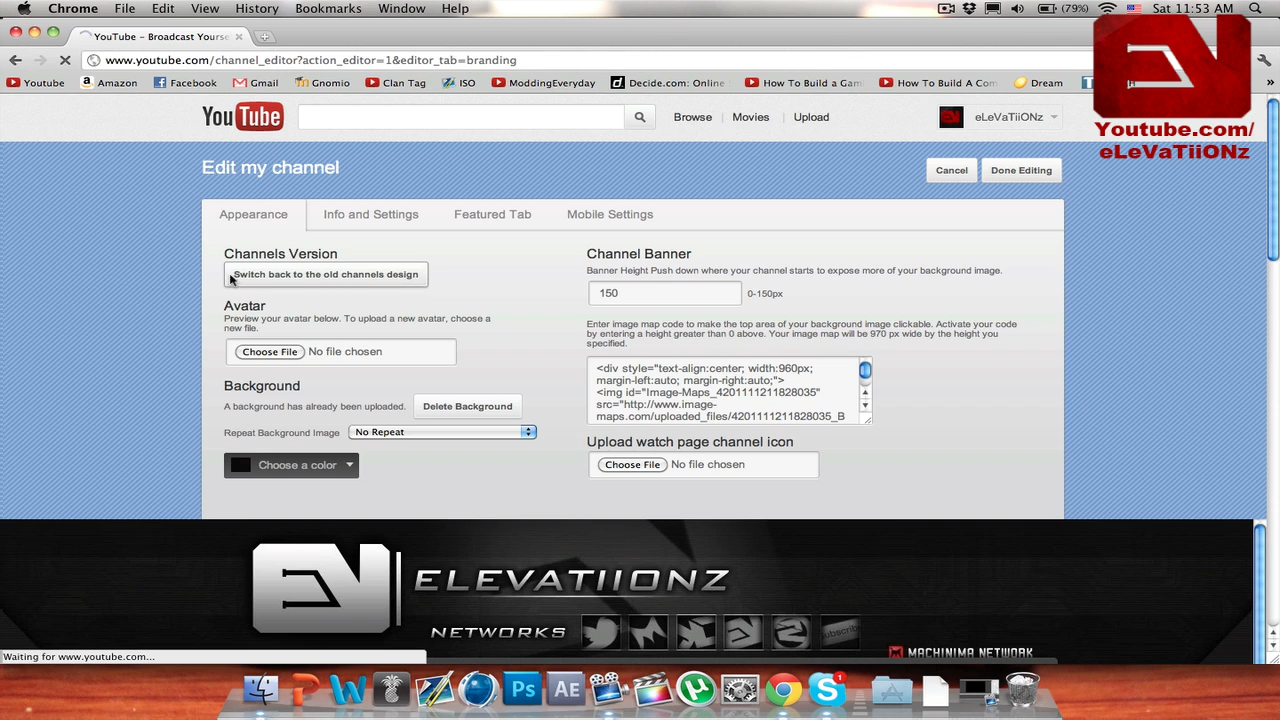 Chrome File Edit View History Bookmarks Window Help (79%) Sat 11:53 AM
YouTube - Broadcast Yourse
www.youtube.com/channel_editor?action_editor=1&editor_tab=branding
Youtube Amazon Facebook Gmail Gnomio Clan Tag ISO ModdingEveryday Decide.com: Online How To Build a Gam How To Build A Com Dream »
Youtube.com/
eLeVaTiiONz
YouTube Browse Movies Upload eLeVaTiiONz
Edit my channel Cancel Done Editing
Appearance Info and Settings Featured Tab Mobile Settings
Channels Version
Switch back to the old channels design
Avatar
Preview your avatar below. To upload a new avatar, choose a
new file.
Choose File No file chosen
Background
A background has already been uploaded. Delete Background
Repeat Background Image No Repeat
Choose a color
Channel Banner
Banner Height Push down where your channel starts to expose more of your background image.
150 0-150px
Enter image map code to make the top area of your background image clickable. Activate your code
by entering a height greater than 0 above. Your image map will be 970 px wide by the height you
specified.
<div style="text-align:center; width:960px;
margin-left:auto; margin-right:auto;">
<img id="Image-Maps_4201111211828035"
src="http://www.image-
maps.com/uploaded_files/4201111211828035_B
Upload watch page channel icon
Choose File No file chosen
ELEVATIIONZ
NETWORKS
subscribe
MACHINIMA NETWORK
Waiting for www.youtube.com...
Ps AE 1